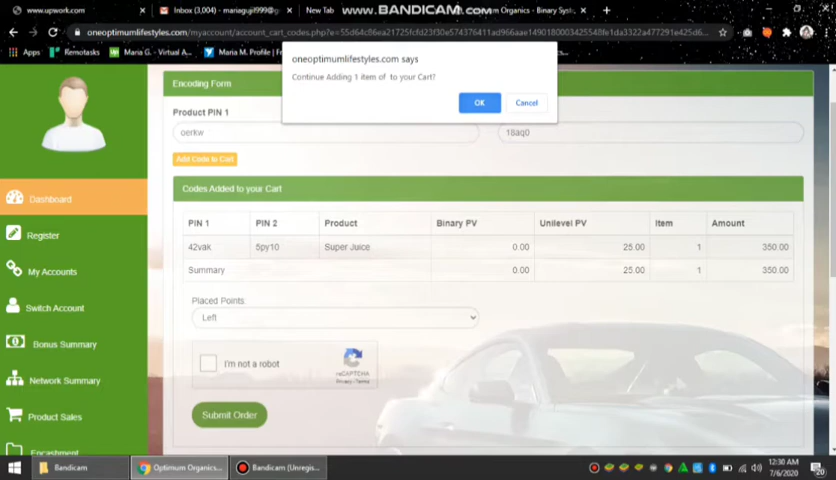 www.upwork.com
Inbox (3,004) - mariagujil999@g
New Tab
www.BANDICAM.com
Organics - Binary Sys
oneoptimumlifestyles.com/myaccount/account_cart_codes.php?
Apps
Remotasks
Maria G. - Virtual A...
Maria M. Profile | F
oneoptimumlifestyles.com says
Continue Adding 1 item of to your Cart?
OK
Cancel
Encoding Form
Product PIN 1
oerkw
18aq0
Add Code to Cart
Codes Added to your Cart
PIN 1 PIN 2 Product Binary PV Unilevel PV Item Amount
42vak 5py10 Super Juice 0.00 25.00 1 350.00
Summary 0.00 25.00 1 350.00
Placed Points:
Left
I'm not a robot
reCAPTCHA
Privacy - Terms
Submit Order
Dashboard
Register
My Accounts
Switch Account
Bonus Summary
Network Summary
Product Sales
Encashment
Bandicam
Optimum Organics...
Bandicam (Unregis...
12:30 AM
7/6/2020
20